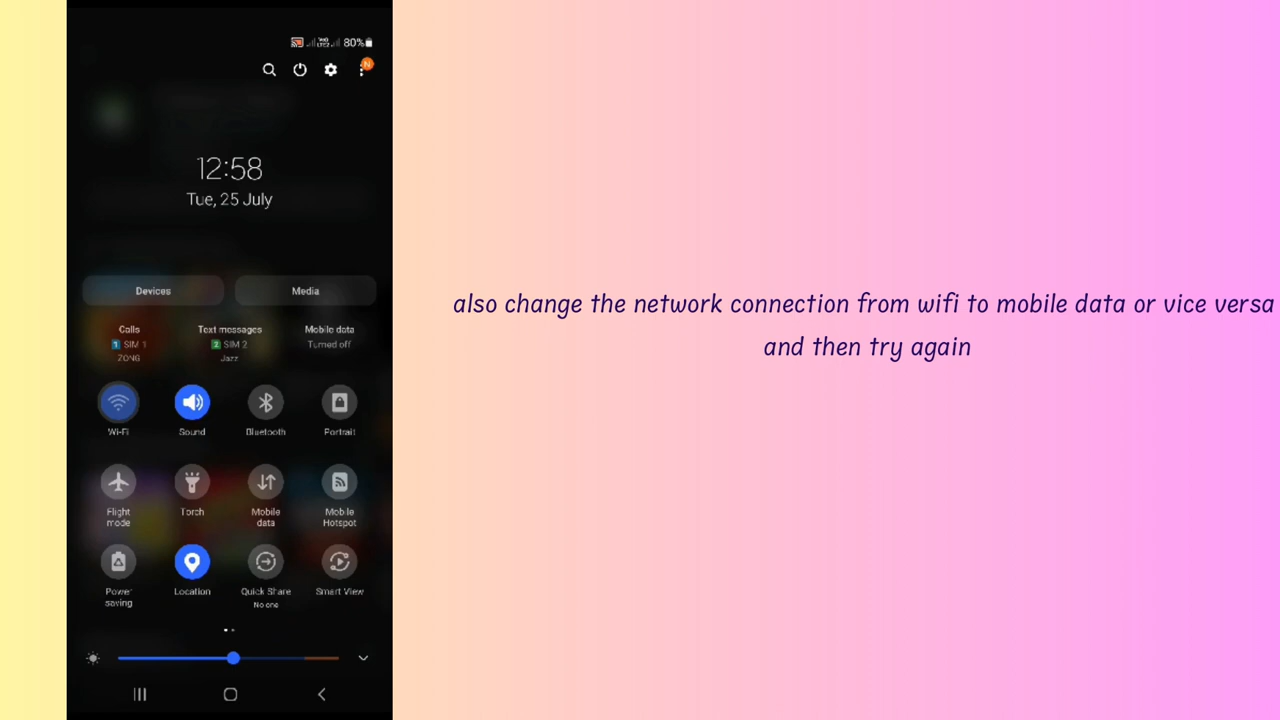 80%
N
12:58
Tue, 25 July
Devices
Media
Calls
Text messages
Mobile data
1 SIM 1
2 SIM 2
Turned off
ZONG
Jazz
Wi-Fi
Sound
Bluetooth
Portrait
Flight
mode
Torch
Mobile
data
Mobile
Hotspot
Power
saving
Location
Quick Share
No one
Smart View
also change the network connection from wifi to mobile data or vice versa
and then try again